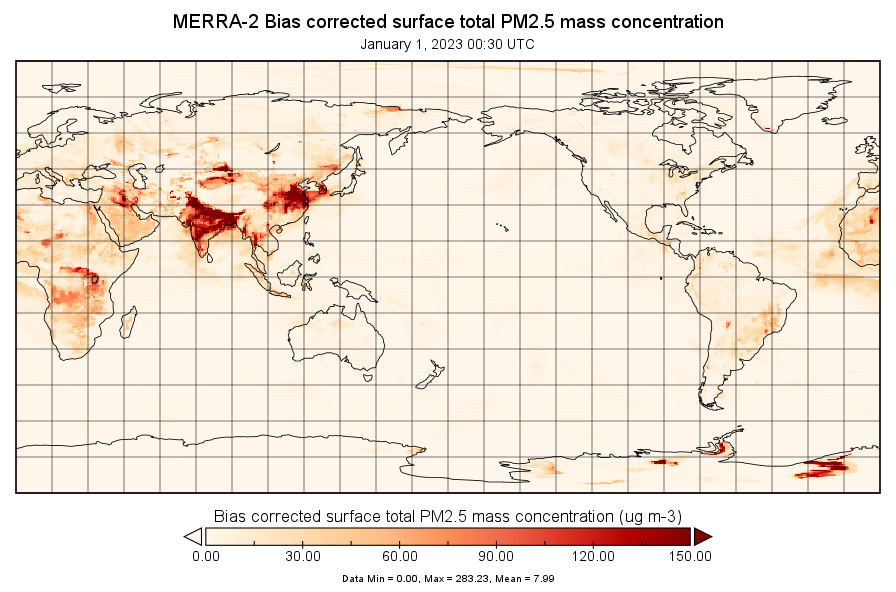 MERRA-2 Bias corrected surface total PM2.5 mass concentration
January 1, 2023 00:30 UTC
Bias corrected surface total PM2.5 mass concentration (ug m-3)
0.00 30.00 60.00 90.00 120.00 150.00
Data Min = 0.00, Max = 283.23, Mean = 7.99